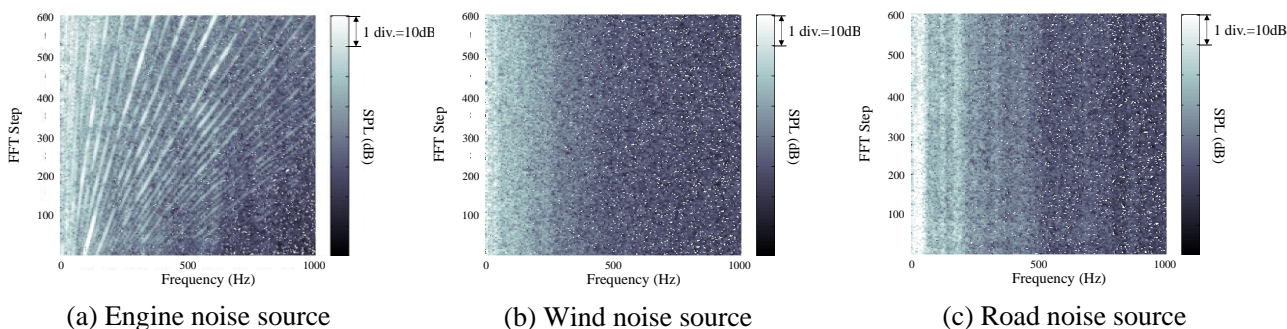 600
500
400
300
200
100
FFT Step
0
500
1000
Frequency (Hz)
1 div.=10dB
SPL (dB)
(a) Engine noise source
600
500
400
300
200
100
FFT Step
0
500
1000
Frequency (Hz)
1 div.=10dB
SPL (dB)
(b) Wind noise source
600
500
400
300
200
100
FFT Step
0
500
1000
Frequency (Hz)
1 div.=10dB
SPL (dB)
(c) Road noise source